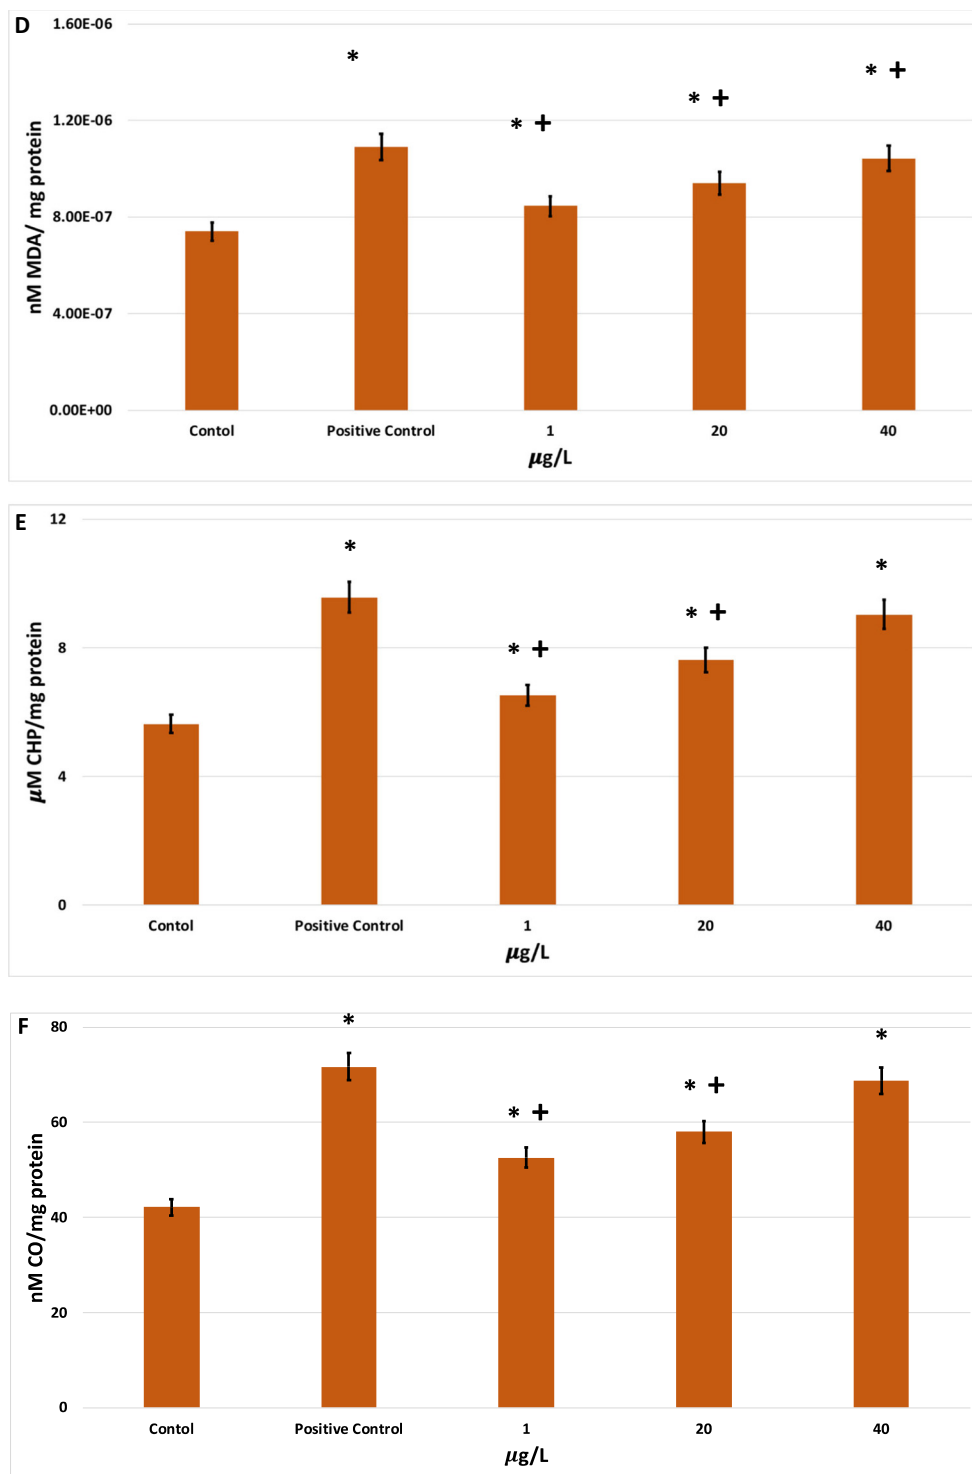 D
1.60E-06
*
* +
* +
* +
1.20E-06
8.00E-07
4.00E-07
0.00E+00
nM MDA/ mg protein
Contol Positive Control 1 20 40
μg/L
E
12
*
*
* +
* +
8
4
0
μM CHP/mg protein
Contol Positive Control 1 20 40
μg/L
F
80
*
*
* +
* +
60
40
20
0
nM CO/mg protein
Contol Positive Control 1 20 40
μg/L